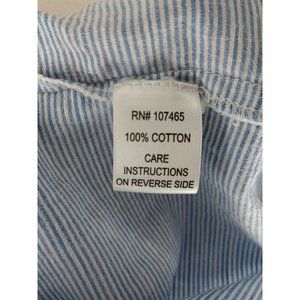 RN# 107465
100% COTTON
CARE
INSTRUCTIONS
ON REVERSE SIDE